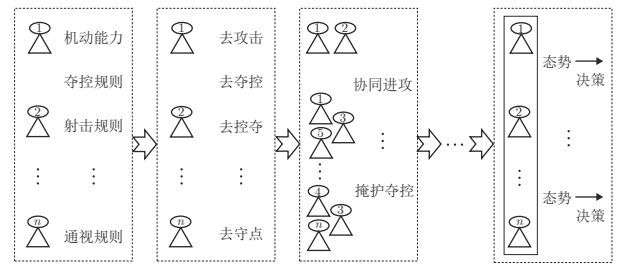 1 机动能力
夺控规则
2 射击规则
⋮ ⋮
n 通视规则
1 去攻击
去夺控
2 去控夺
⋮ ⋮
n 去守点
1 2
协同进攻
1
3
5 ⋮
⋮
掩护夺控
4
3
n
…
1
态势
决策
2
⋮
⋮
态势
决策
n